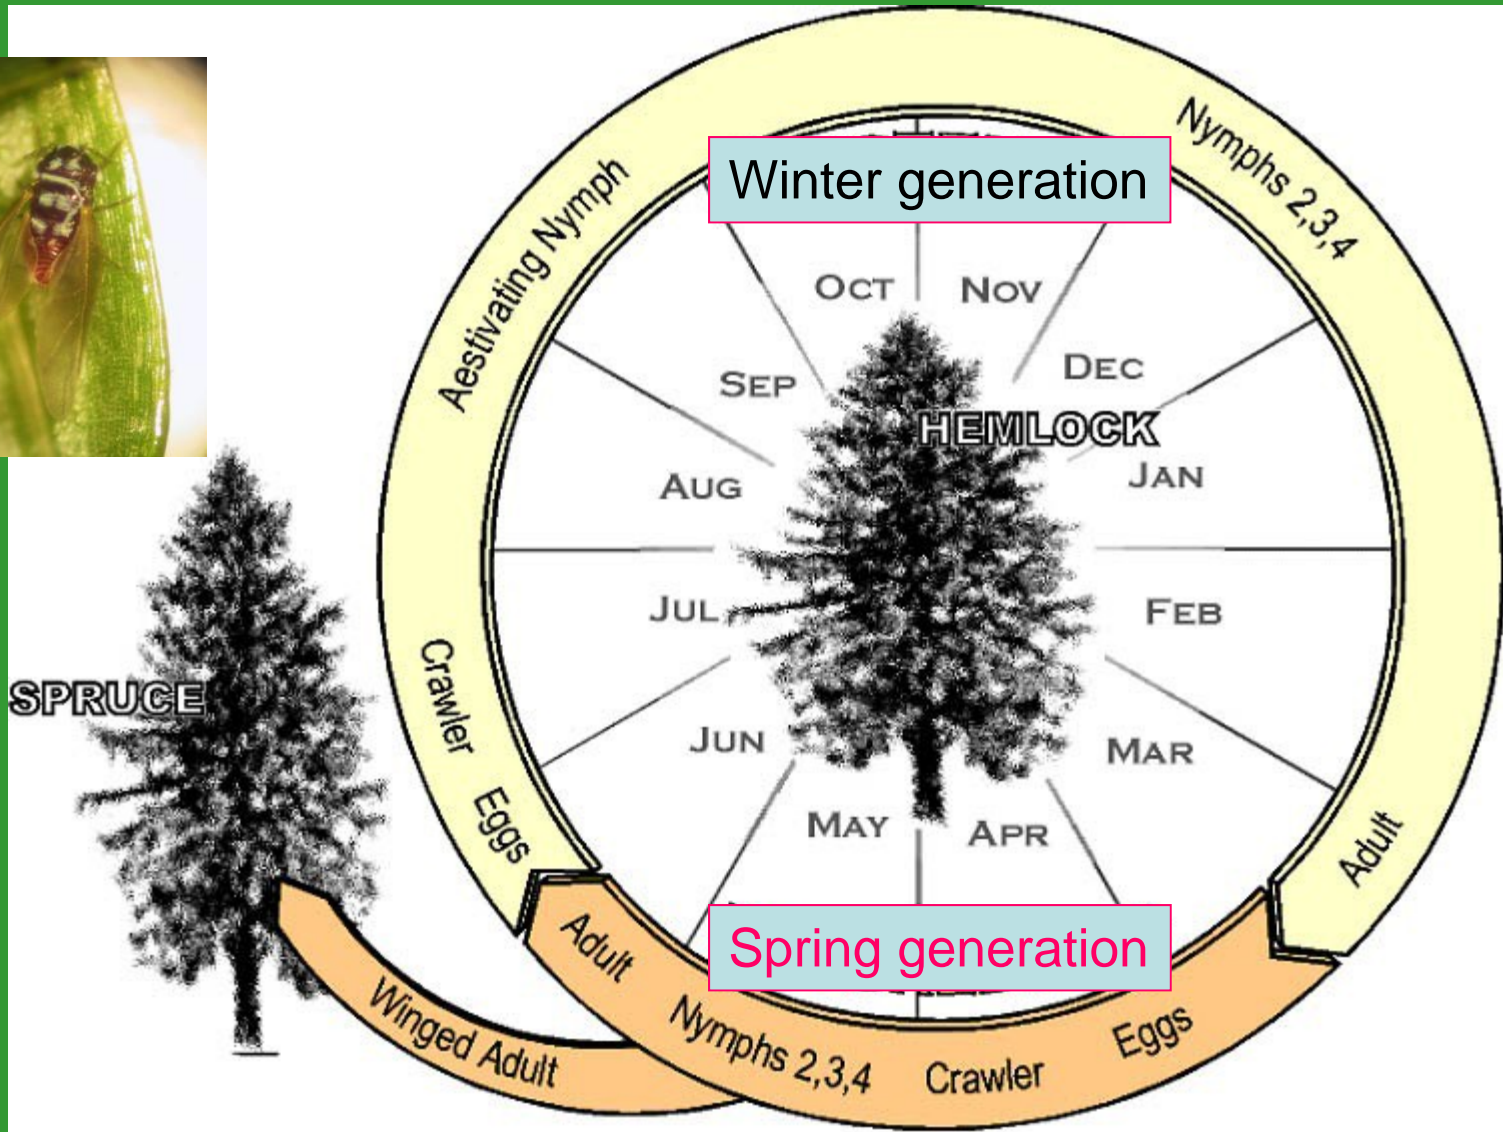 Winter generation
Nymphs 2,3,4
Aestivating Nymph
OCT
NOV
SEP
DEC
HEMLOCK
AUG
JAN
JUL
FEB
Crawler
SPRUCE
JUN
MAR
Eggs
MAY
APR
Adult
Spring generation
Adult
Winged Adult
Nymphs 2,3,4
Crawler
Eggs